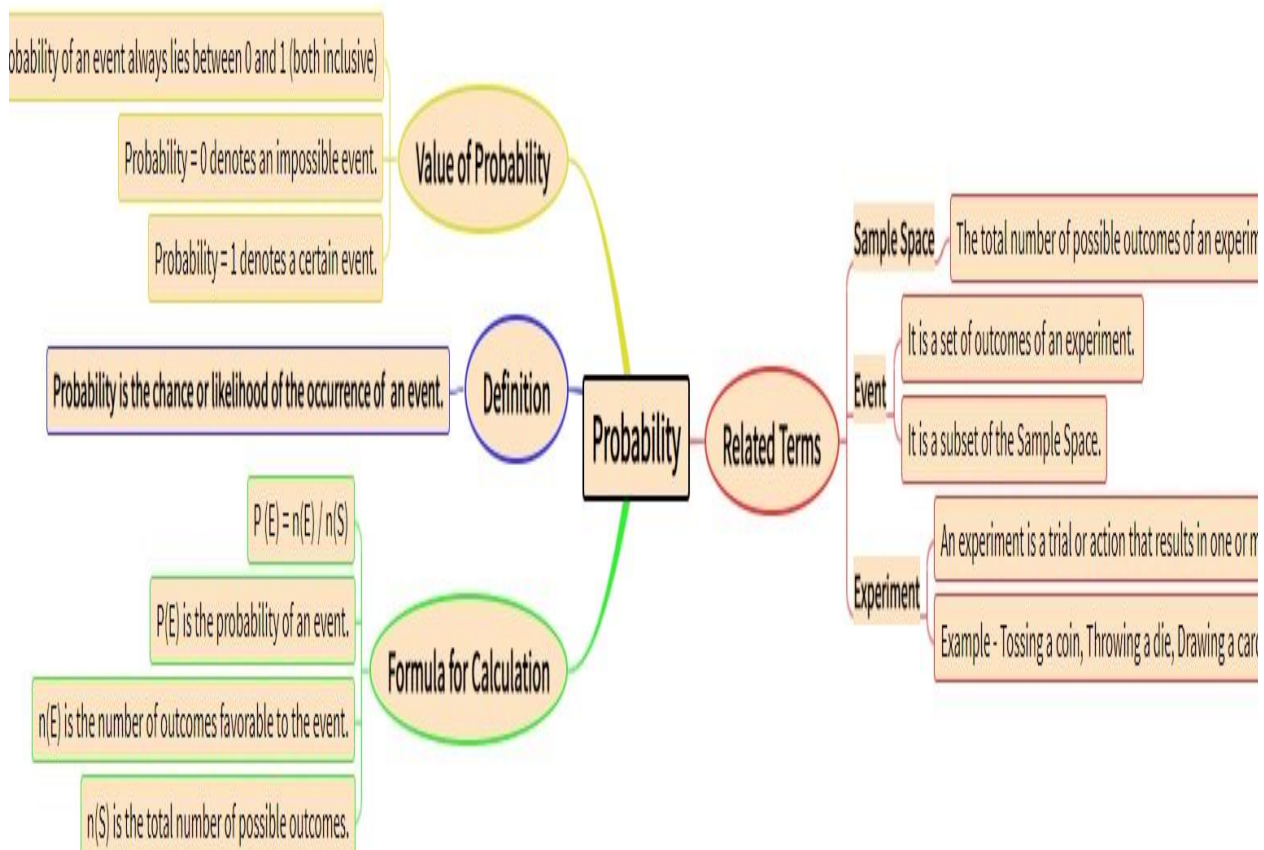 obability of an event always lies between 0 and 1 (both inclusive)
Probability = 0 denotes an impossible event.
Probability = 1 denotes a certain event.
Value of Probability
Probability is the chance or likelihood of the occurrence of an event.
Definition
Probability
P (E) = n(E) / n(S)
P(E) is the probability of an event.
n(E) is the number of outcomes favorable to the event.
n(S) is the total number of possible outcomes.
Formula for Calculation
Related Terms
Sample Space
The total number of possible outcomes of an experim
Event
It is a set of outcomes of an experiment.
It is a subset of the Sample Space.
Experiment
An experiment is a trial or action that results in one or m
Example - Tossing a coin, Throwing a die, Drawing a card